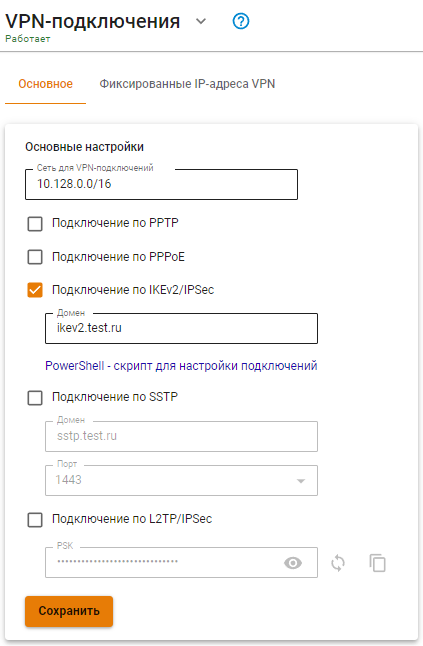 VPN-подключения
Работает
Основное Фиксированные IP-адреса VPN
Основные настройки
Сеть для VPN-подключений
10.128.0.0/16
Подключение по PPTP
Подключение по PPPoE
Подключение по IKEv2/IPSec
Домен
ikev2.test.ru
PowerShell - скрипт для настройки подключений
Подключение по SSTP
Домен
sstp.test.ru
Порт
1443
Подключение по L2TP/IPSec
PSK
Сохранить